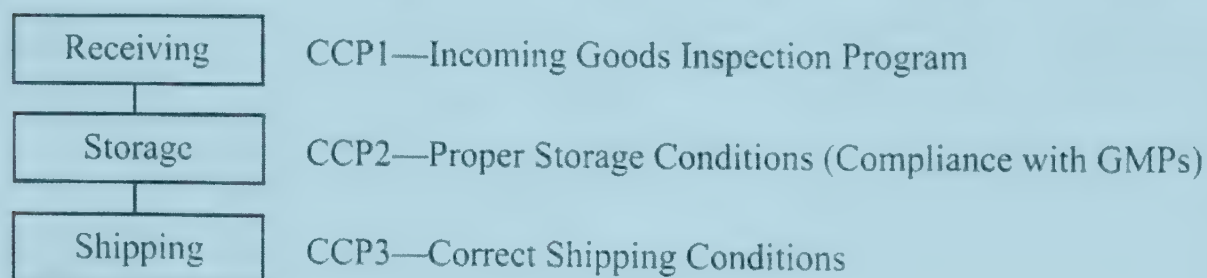 Receiving CCP1—Incoming Goods Inspection Program
Storage CCP2—Proper Storage Conditions (Compliance with GMPs)
Shipping CCP3—Correct Shipping Conditions